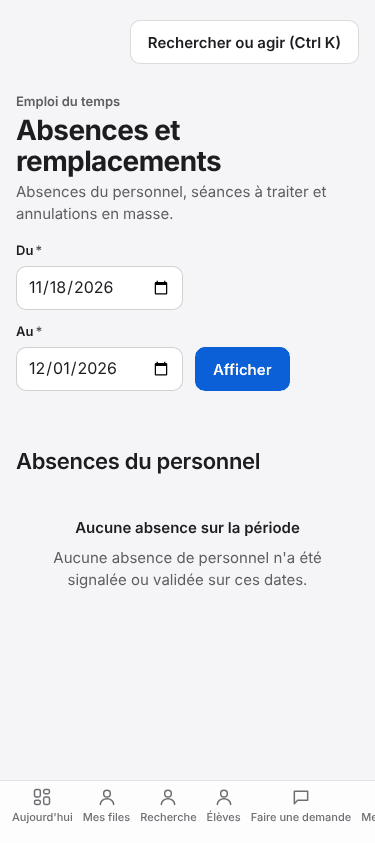 Rechercher ou agir (Ctrl K)
Emploi du temps
Absences et
remplacements
Absences du personnel, séances à traiter et
annulations en masse.
Du *
11/18/2026
Au *
12/01/2026
Afficher
Absences du personnel
Aucune absence sur la période
Aucune absence de personnel n'a été
signalée ou validée sur ces dates.
Aujourd'hui Mes files Recherche Élèves Faire une demande